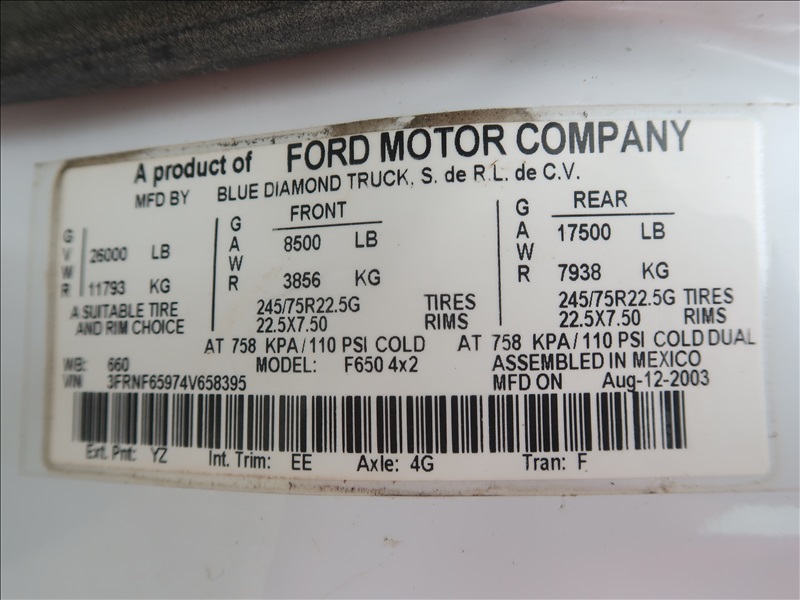 A product of FORD MOTOR COMPANY
MFD BY BLUE DIAMOND TRUCK, S. de R.L. de C.V.
GVWR 26000 LB 11793 KG
GAWR FRONT 8500 LB 3856 KG
GAWR REAR 17500 LB 7938 KG
A SUITABLE TIRE AND RIM CHOICE
245/75R22.5G TIRES 245/75R22.5G TIRES
22.5X7.50 RIMS 22.5X7.50 RIMS
AT 758 KPA/110 PSI COLD AT 758 KPA/110 PSI COLD DUAL
WB: 660 MODEL: F650 4x2 ASSEMBLED IN MEXICO
VIN 3FRNF65974V658395 MFD ON Aug-12-2003
Ext. Pnt: YZ Int. Trim: EE Axle: 4G Tran: F